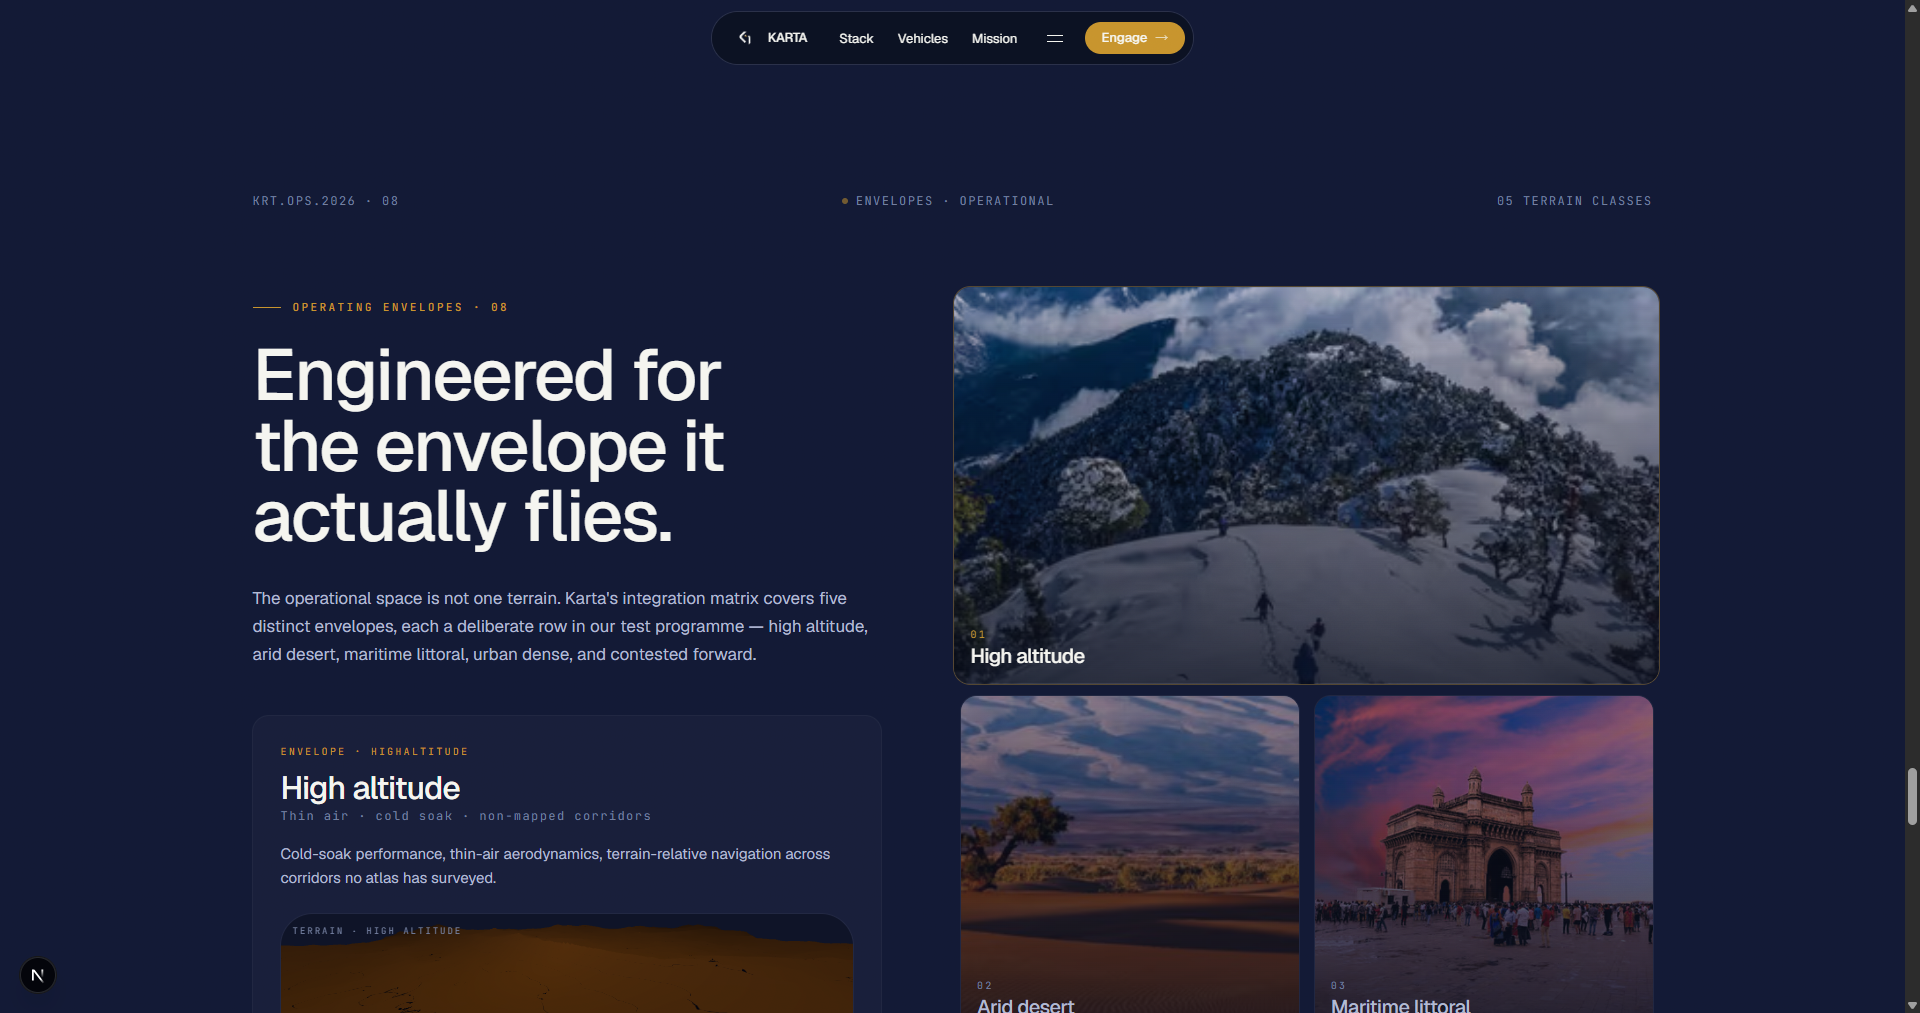 KARTA
Stack
Vehicles
Mission
Engage →
KRT.OPS.2026 · 08
ENVELOPES · OPERATIONAL
05 TERRAIN CLASSES
OPERATING ENVELOPES · 08
Engineered for
the envelope it
actually flies.
The operational space is not one terrain. Karta's integration matrix covers five
distinct envelopes, each a deliberate row in our test programme — high altitude,
arid desert, maritime littoral, urban dense, and contested forward.
ENVELOPE · HIGHALTITUDE
High altitude
Thin air · cold soak · non-mapped corridors
Cold-soak performance, thin-air aerodynamics, terrain-relative navigation across
corridors no atlas has surveyed.
TERRAIN · HIGH ALTITUDE
01
High altitude
02
Arid desert
03
Maritime littoral
N